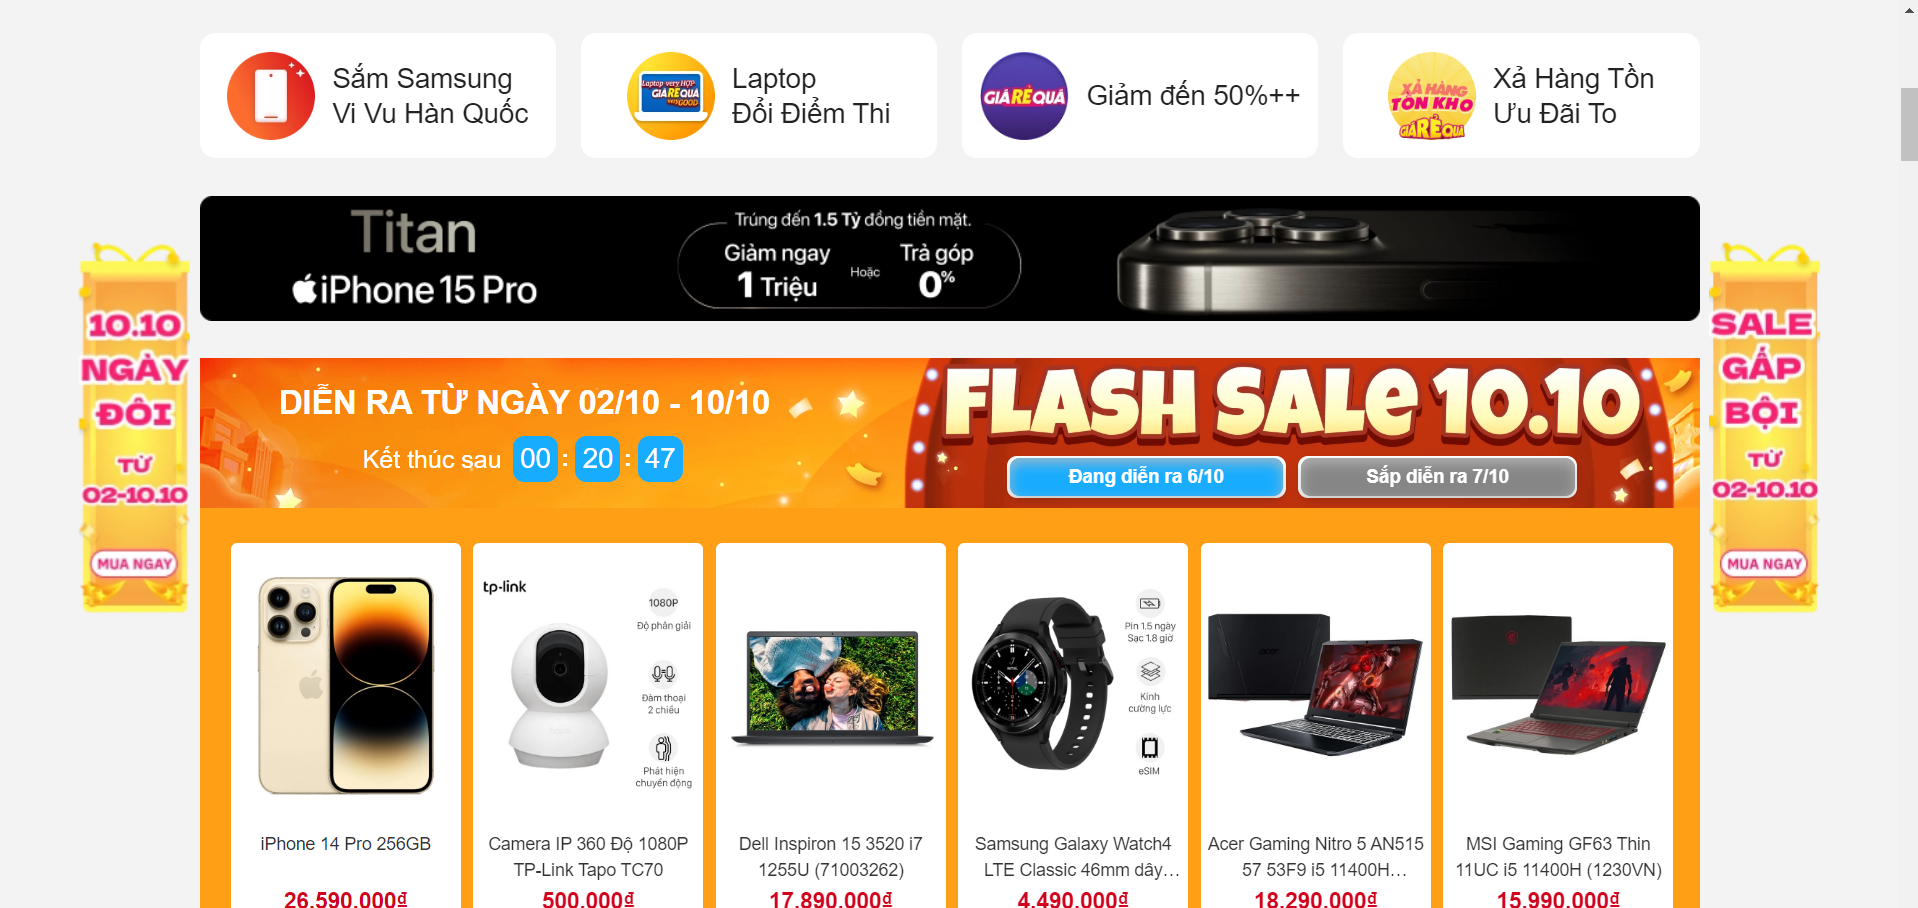 Sắm Samsung
Vi Vu Hàn Quốc
Laptop very HỢP
GIÁ RẺ QUÁ
very GOOD
Laptop
Đổi Điểm Thi
GIÁ RẺ QUÁ
Giảm đến 50%++
XẢ HÀNG
TỒN KHO
GIÁ RẺ QUÁ
Xả Hàng Tồn
Ưu Đãi To
Titan
iPhone 15 Pro
Trúng đến 1.5 Tỷ đồng tiền mặt.
Giảm ngay
1 Triệu
Hoặc
Trả góp
0%
10.10
NGÀY
ĐÔI
TỪ
02-10.10
MUA NGAY
SALE
GẤP
BỘI
TỪ
02-10.10
MUA NGAY
DIỄN RA TỪ NGÀY 02/10 - 10/10
Kết thúc sau 00 : 20 : 47
FLASH SALE 10.10
Đang diễn ra 6/10
Sắp diễn ra 7/10
iPhone 14 Pro 256GB
26.590.000₫
tp-link
1080P
Độ phân giải
Đàm thoại
2 chiều
Phát hiện
chuyển động
Camera IP 360 Độ 1080P
TP-Link Tapo TC70
500.000₫
Dell Inspiron 15 3520 i7
1255U (71003262)
17.890.000₫
Pin 1.5 ngày
Sạc 1.8 giờ
Kính
cường lực
eSIM
Samsung Galaxy Watch4
LTE Classic 46mm dây...
4.490.000₫
acer
Acer Gaming Nitro 5 AN515
57 53F9 i5 11400H...
18.290.000₫
MSI Gaming GF63 Thin
11UC i5 11400H (1230VN)
15.990.000₫